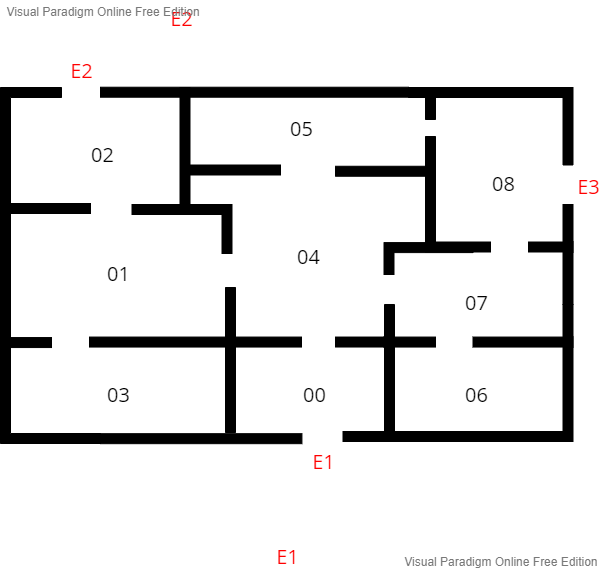 Visual Paradigm Online Free Edition
E2
E2
05
02
08
E3
04
01
07
03
00
06
E1
E1
Visual Paradigm Online Free Edition